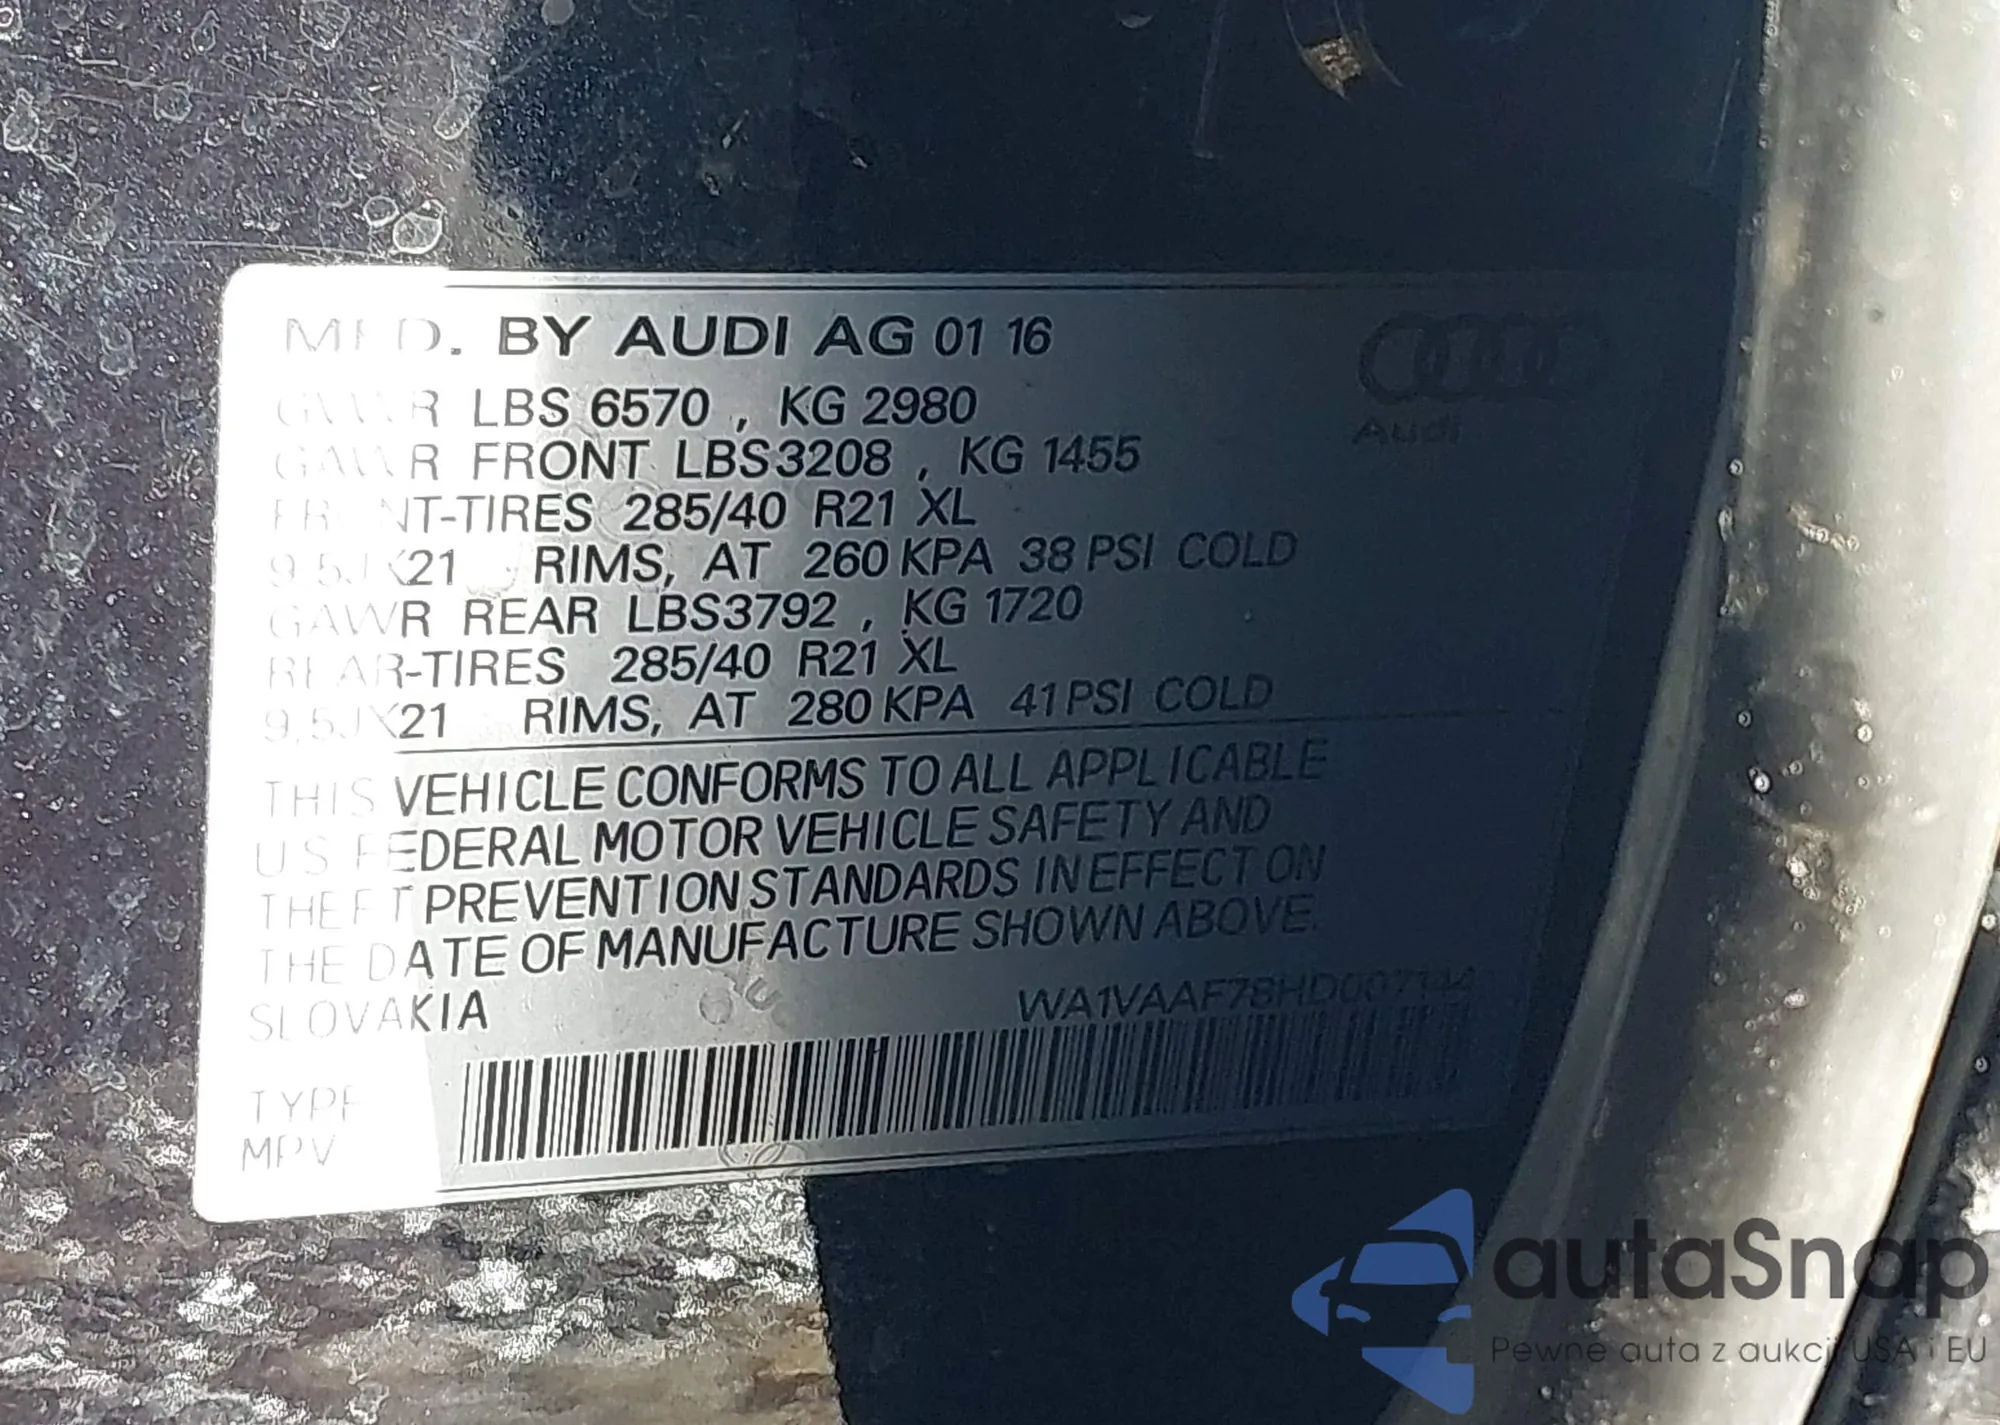 MFD. BY AUDI AG 01 16
Audi
GVWR LBS 6570 , KG 2980
GAWR FRONT LBS3208 , KG 1455
FRONT-TIRES 285/40 R21 XL
9.5JX21 RIMS, AT 260 KPA 38 PSI COLD
GAWR REAR LBS3792 , KG 1720
REAR-TIRES 285/40 R21 XL
9.5JX21 RIMS, AT 280 KPA 41 PSI COLD
THIS VEHICLE CONFORMS TO ALL APPLICABLE
US FEDERAL MOTOR VEHICLE SAFETY AND
THEFT PREVENTION STANDARDS IN EFFECT ON
THE DATE OF MANUFACTURE SHOWN ABOVE.
SLOVAKIA
TYPE
MPV
autaSnap
Pewne auta z aukcji USA i EU